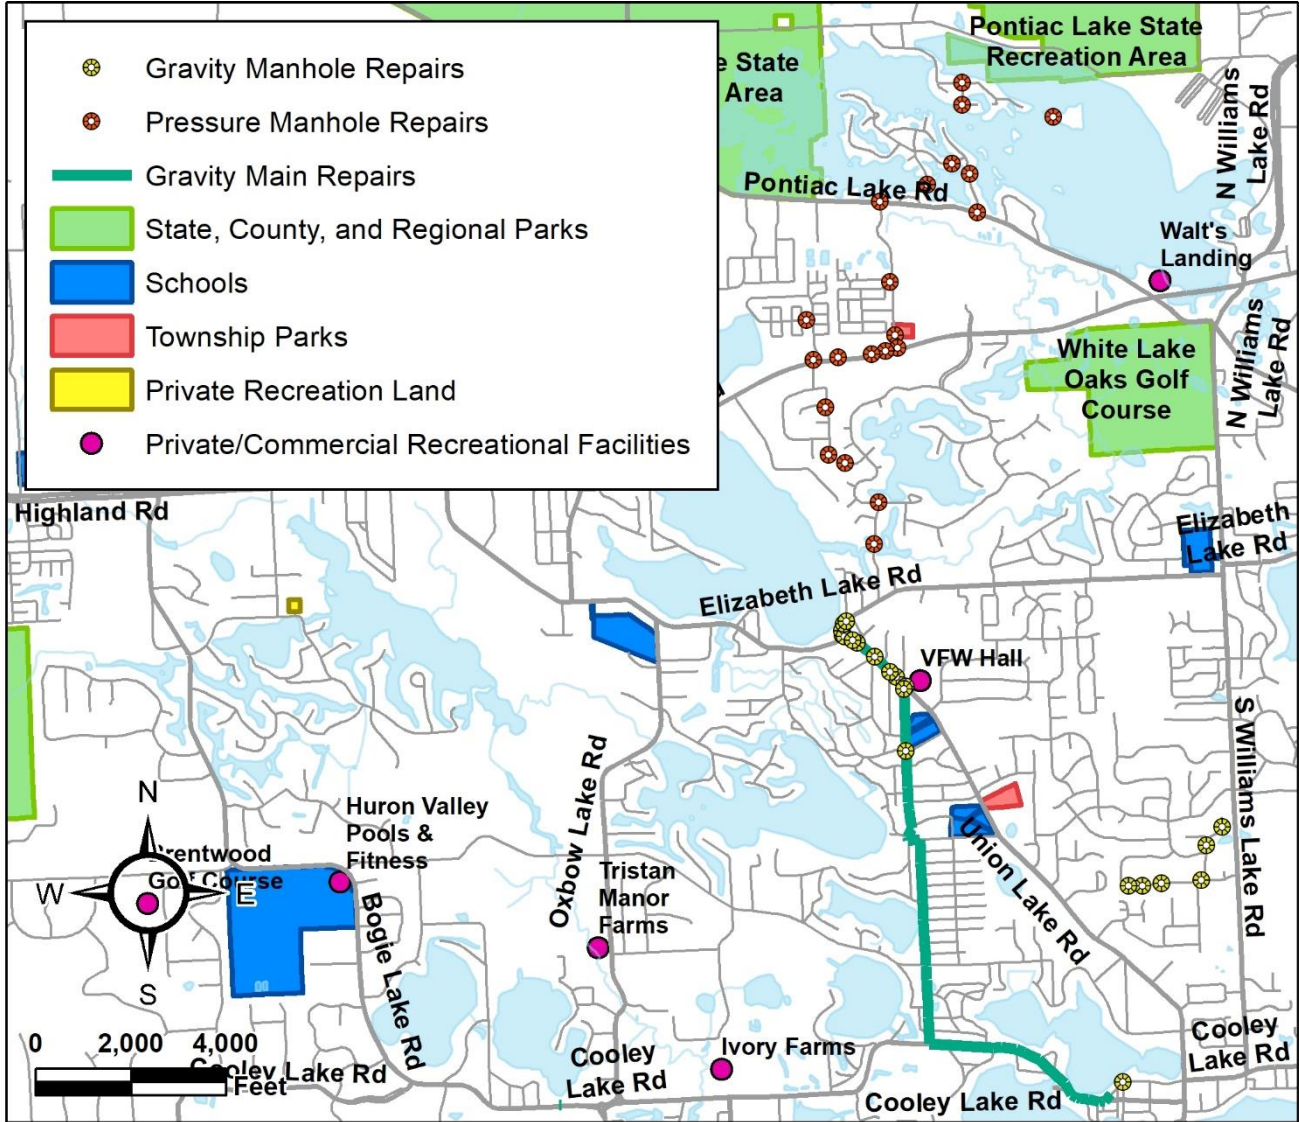 Gravity Manhole Repairs
Pressure Manhole Repairs
Gravity Main Repairs
State, County, and Regional Parks
Schools
Township Parks
Private Recreation Land
Private/Commercial Recreational Facilities
e State
Area
Pontiac Lake State
Recreation Area
N Williams
Lake Rd
Pontiac Lake Rd
Walt's
Landing
White Lake
Oaks Golf
Course
N Williams
Lake Rd
Highland Rd
Elizabeth
Lake Rd
Elizabeth Lake Rd
VFW Hall
S Williams Lake Rd
Oxbow Lake Rd
Union Lake Rd
Huron Valley
Pools &
Fitness
Brentwood
Golf Course
N
W
E
S
Tristan
Manor
Farms
Bogie Lake Rd
0 2,000 4,000
Feet
Cooley Lake Rd
Cooley
Lake Rd
Ivory Farms
Cooley Lake Rd
Cooley
Lake Rd